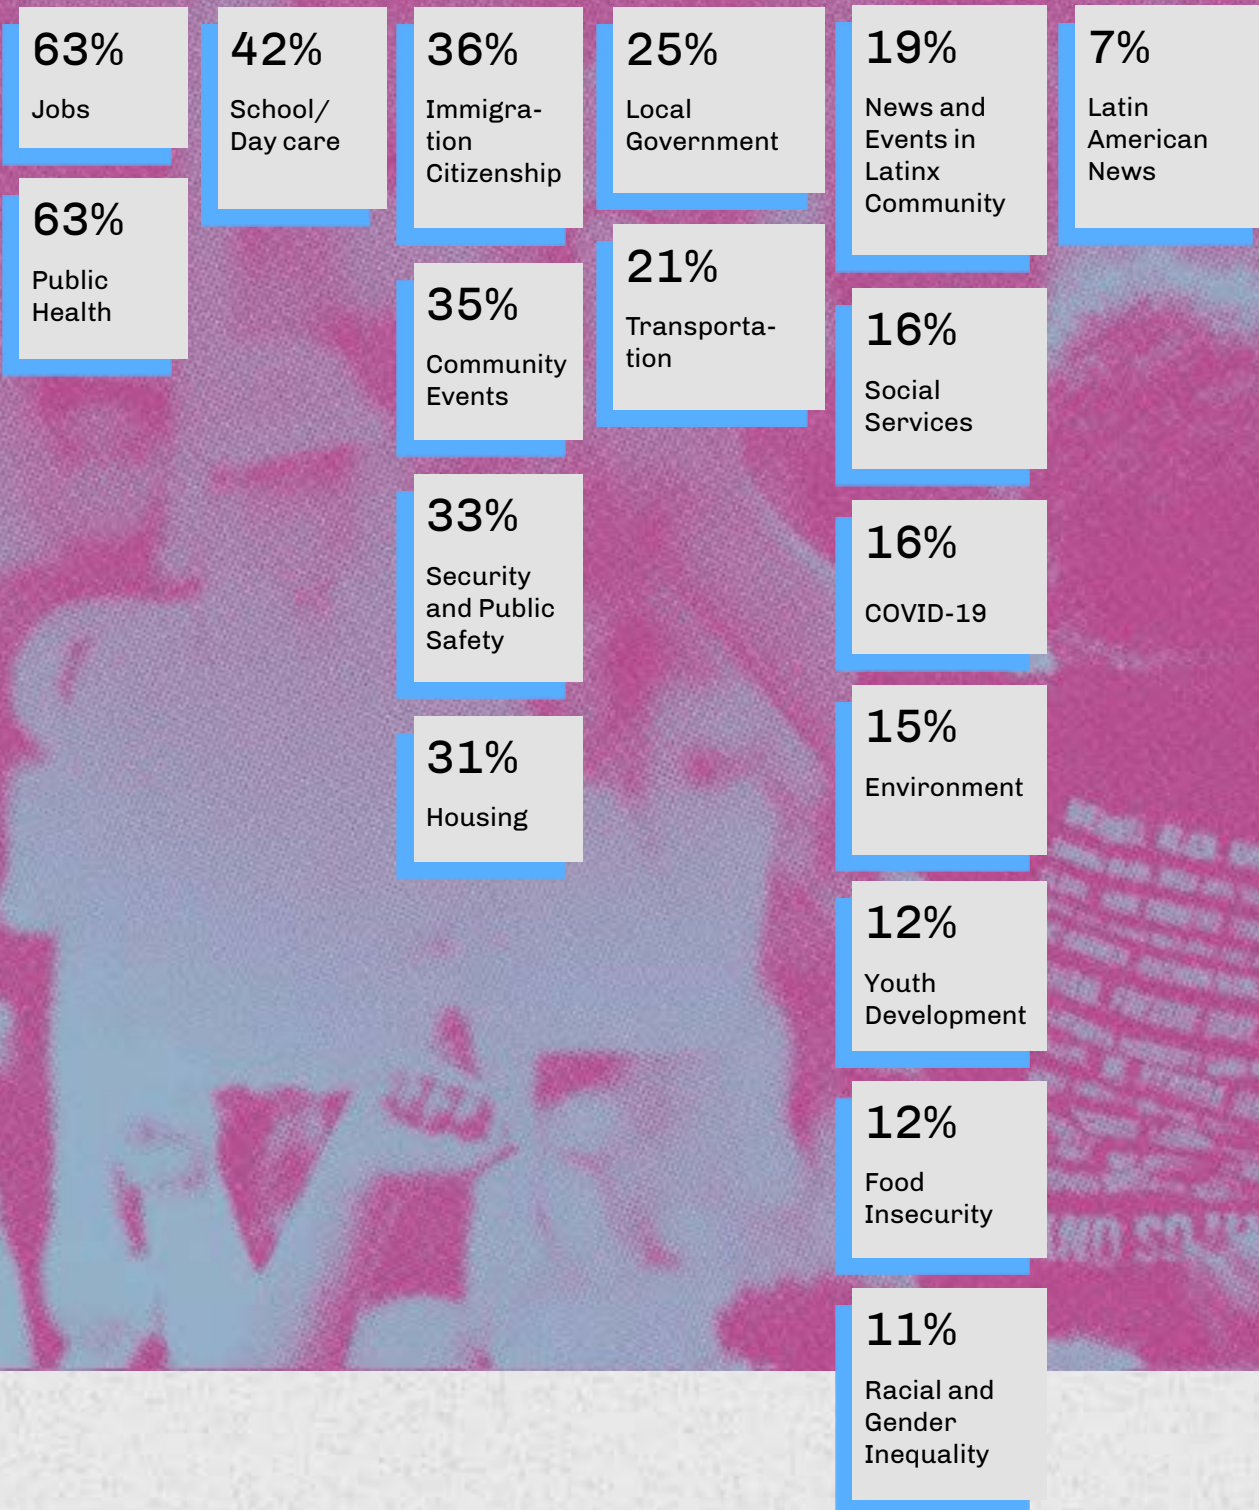 63%
Jobs
63%
Public
Health
42%
School/
Day care
36%
Immigra-
tion
Citizenship
35%
Community
Events
33%
Security
and Public
Safety
31%
Housing
25%
Local
Government
21%
Transporta-
tion
19%
News and
Events in
Latinx
Community
16%
Social
Services
16%
COVID-19
15%
Environment
12%
Youth
Development
12%
Food
Insecurity
11%
Racial and
Gender
Inequality
7%
Latin
American
News
AND SO